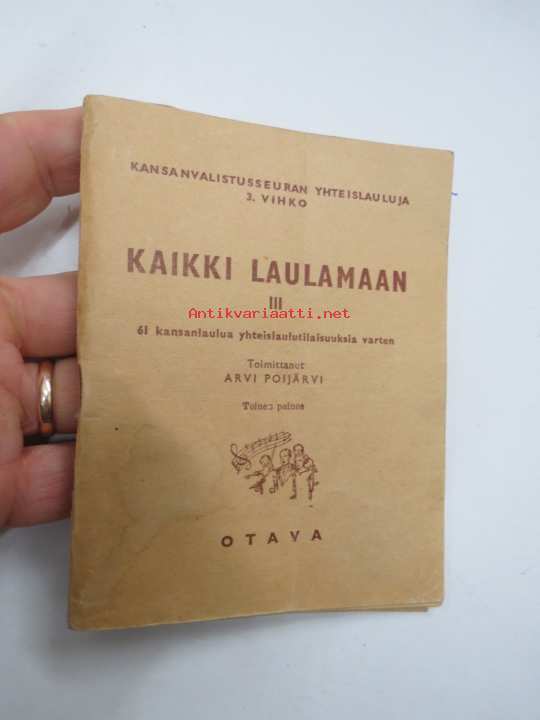 KANSANVALISTUSSEURAN YHTEISLAULUJA
3. VIHKO
KAIKKI LAULAMAAN
III
Antikvariaatti.net
61 kansanlaulua yhteislaulutilaisuuksia varten
Toimittanut
ARVI POIJÄRVI
Toinen painos
OTAVA